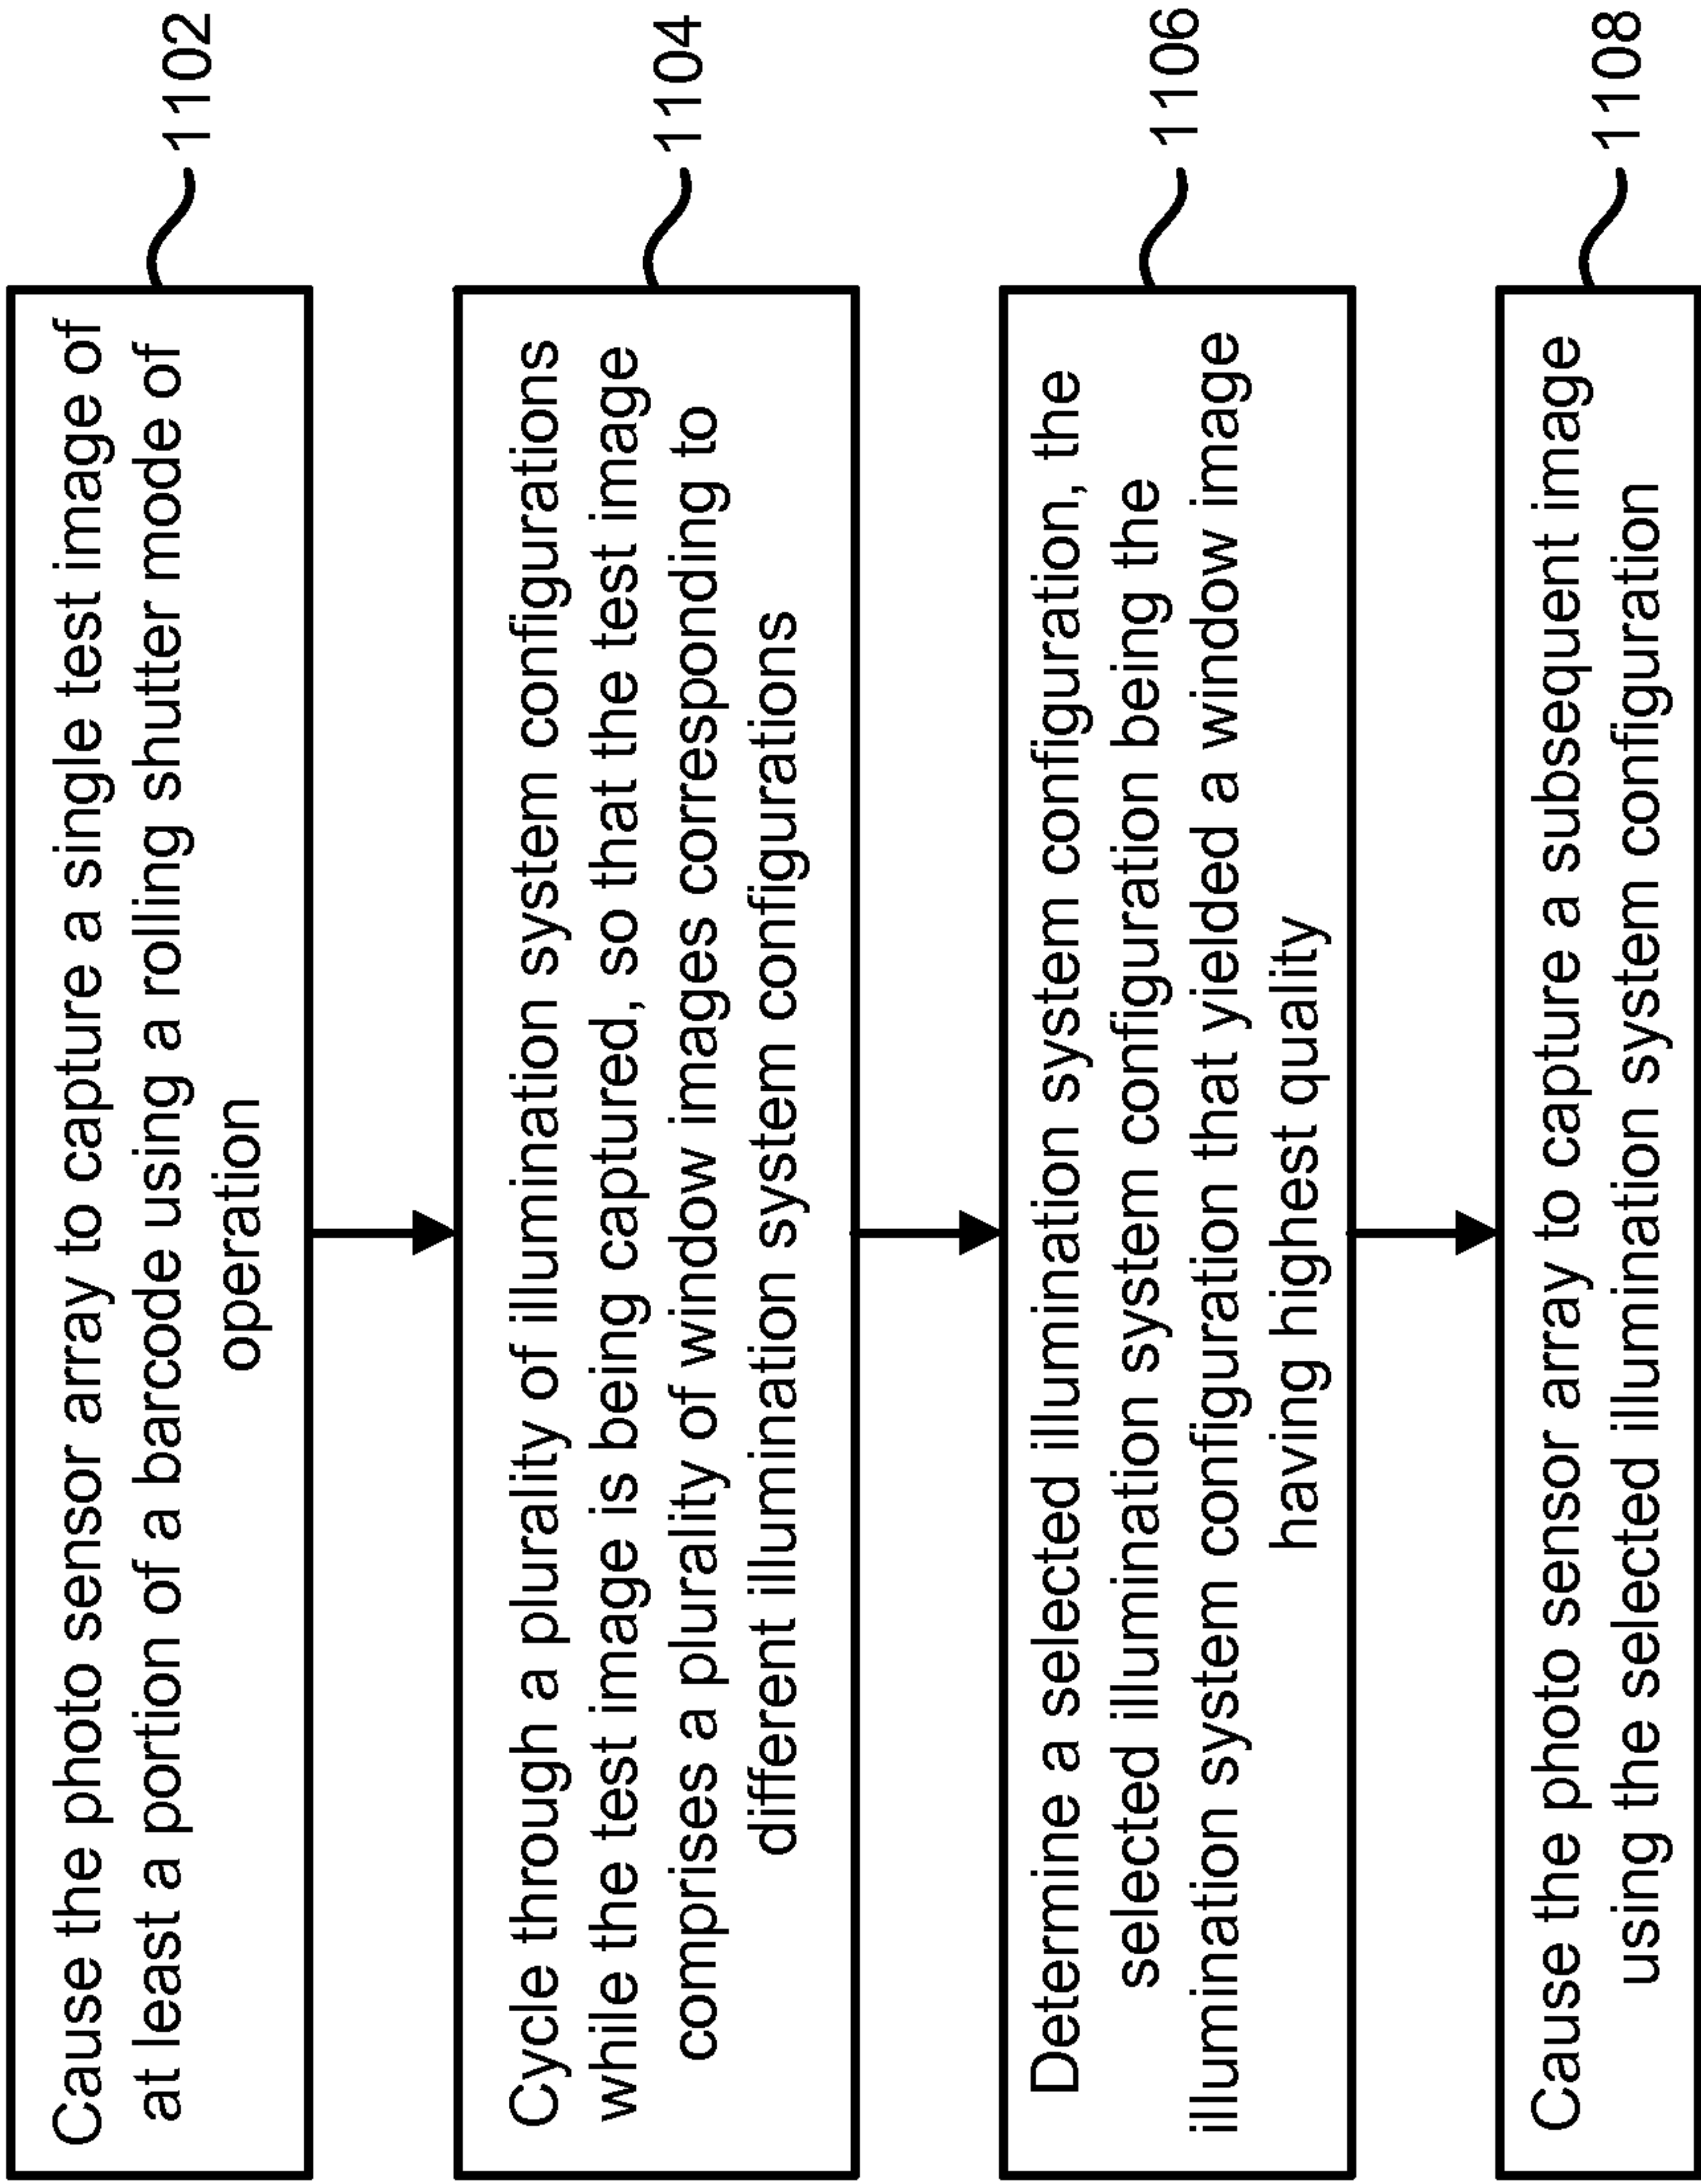 Cause the photo sensor array to capture a single test image of
at least a portion of a barcode using a rolling shutter mode of
operation
1102
Cycle through a plurality of illumination system configurations
while the test image is being captured, so that the test image
comprises a plurality of window images corresponding to
different illumination system configurations
1104
Determine a selected illumination system configuration, the
selected illumination system configuration being the
illumination system configuration that yielded a window image
having highest quality
1106
Cause the photo sensor array to capture a subsequent image
using the selected illumination system configuration
1108